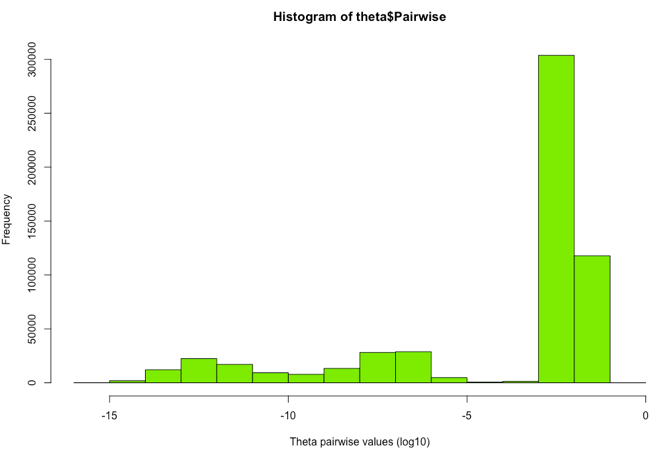 Histogram of theta$Pairwise
Frequency
300000
250000
200000
150000
100000
50000
0
-15 -10 -5 0
Theta pairwise values (log10)